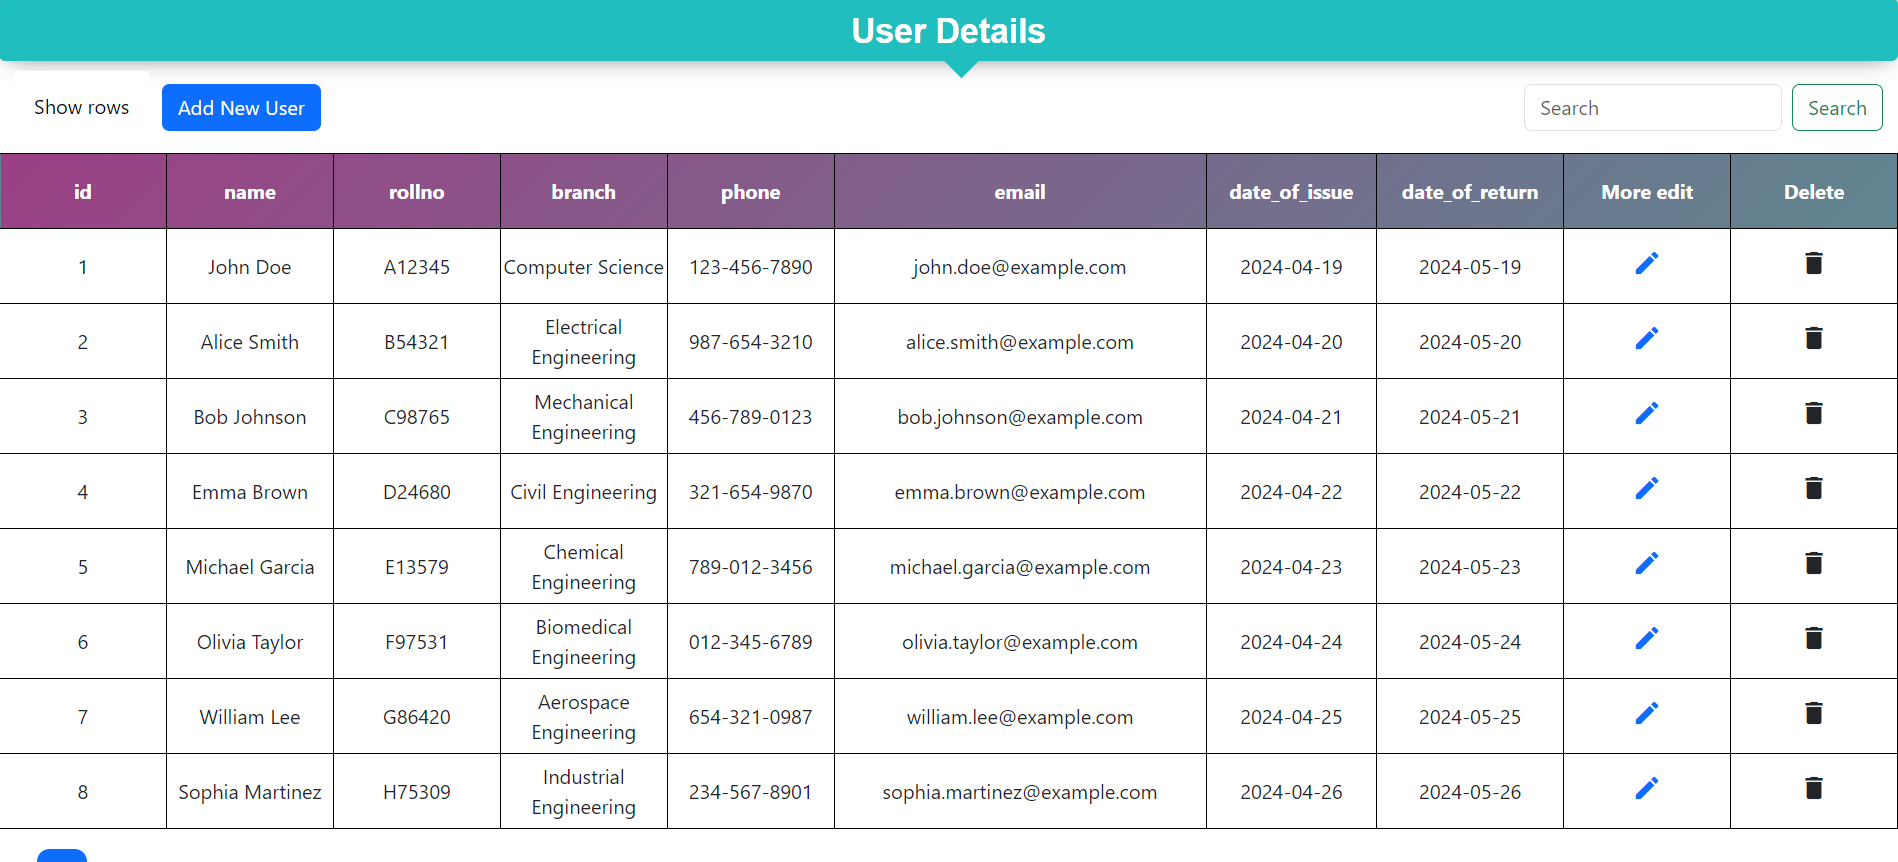 User Details
Show rows Add New User Search Search
id name rollno branch phone email date_of_issue date_of_return More edit Delete
1 John Doe A12345 Computer Science 123-456-7890 john.doe@example.com 2024-04-19 2024-05-19
2 Alice Smith B54321 Electrical Engineering 987-654-3210 alice.smith@example.com 2024-04-20 2024-05-20
3 Bob Johnson C98765 Mechanical Engineering 456-789-0123 bob.johnson@example.com 2024-04-21 2024-05-21
4 Emma Brown D24680 Civil Engineering 321-654-9870 emma.brown@example.com 2024-04-22 2024-05-22
5 Michael Garcia E13579 Chemical Engineering 789-012-3456 michael.garcia@example.com 2024-04-23 2024-05-23
6 Olivia Taylor F97531 Biomedical Engineering 012-345-6789 olivia.taylor@example.com 2024-04-24 2024-05-24
7 William Lee G86420 Aerospace Engineering 654-321-0987 william.lee@example.com 2024-04-25 2024-05-25
8 Sophia Martinez H75309 Industrial Engineering 234-567-8901 sophia.martinez@example.com 2024-04-26 2024-05-26